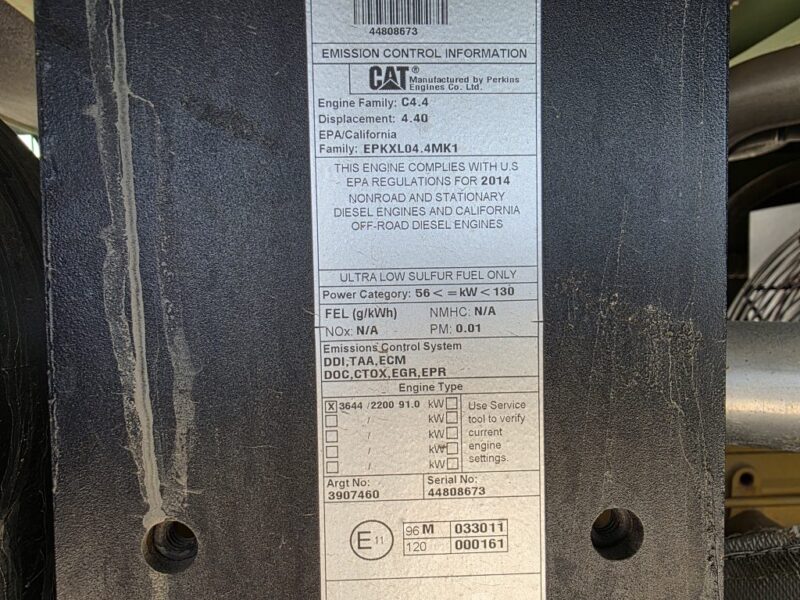 44808673
EMISSION CONTROL INFORMATION
CAT® Manufactured by Perkins
Engines Co. Ltd.
Engine Family: C4.4
Displacement: 4.40
EPA/California
Family: EPKXL04.4MK1
THIS ENGINE COMPLIES WITH U.S
EPA REGULATIONS FOR 2014
NONROAD AND STATIONARY
DIESEL ENGINES AND CALIFORNIA
OFF-ROAD DIESEL ENGINES
ULTRA LOW SULFUR FUEL ONLY
Power Category: 56 < = kW < 130
FEL (g/kWh) NMHC: N/A
NOx: N/A PM: 0.01
Emissions Control System
DDI,TAA,ECM
DOC,CTOX,EGR,EPR
Engine Type
X 3644 / 2200 91.0 kW
/ kW
/ kW
/ kW
/ kW
Use Service
tool to verify
current
engine
settings.
Argt No: Serial No:
3907460 44808673
E 11
96 M 033011
120 000161